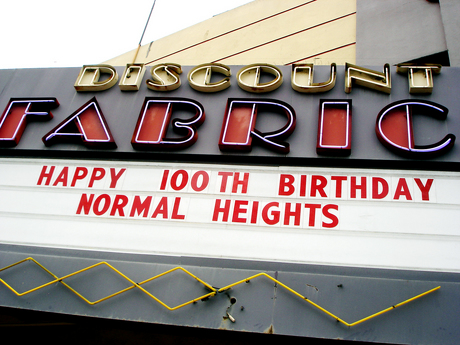 DISCOUNT
FABRIC
HAPPY 100TH BIRTHDAY
NORMAL HEIGHTS